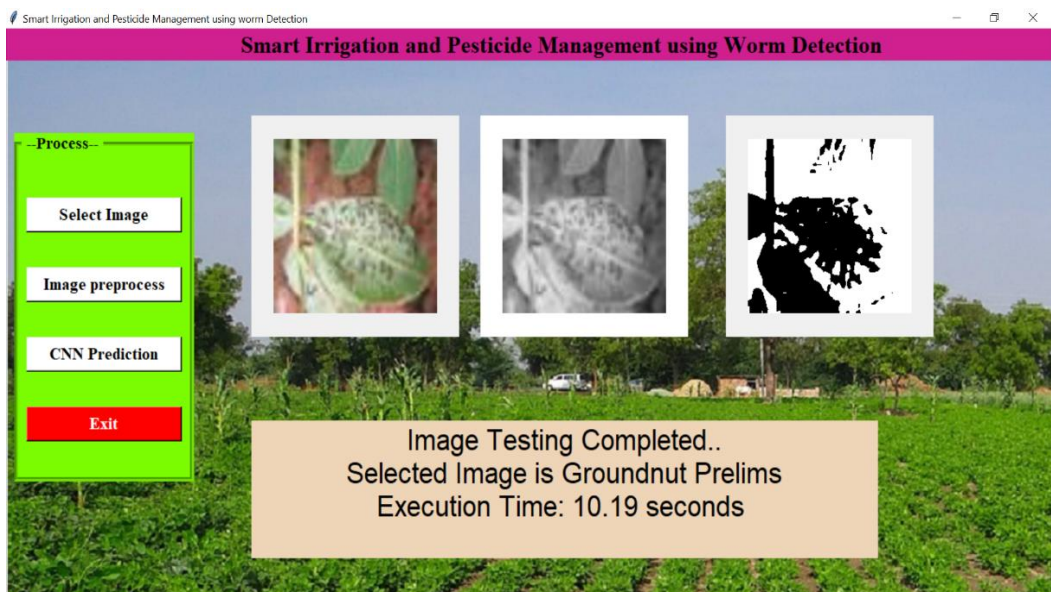 Smart Irrigation and Pesticide Management using worm Detection
Smart Irrigation and Pesticide Management using Worm Detection
--Process--
Select Image
Image preprocess
CNN Prediction
Exit
Image Testing Completed..
Selected Image is Groundnut Prelims
Execution Time: 10.19 seconds